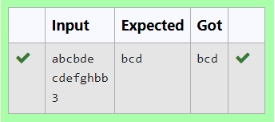 Input Expected Got
abcbde bcd bcd
cdefghbb
3